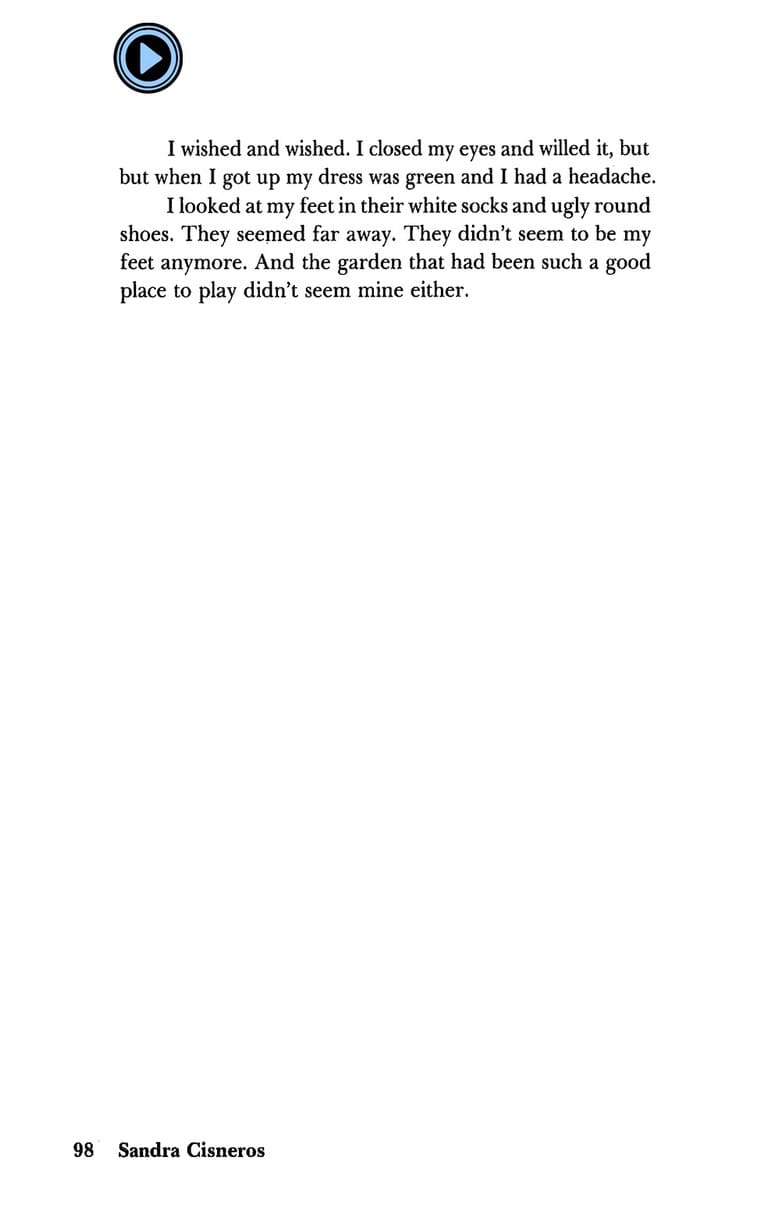 I wished and wished. I closed my eyes and willed it, but
but when I got up my dress was green and I had a headache.
I looked at my feet in their white socks and ugly round
shoes. They seemed far away. They didn't seem to be my
feet anymore. And the garden that had been such a good
place to play didn't seem mine either.
98 Sandra Cisneros